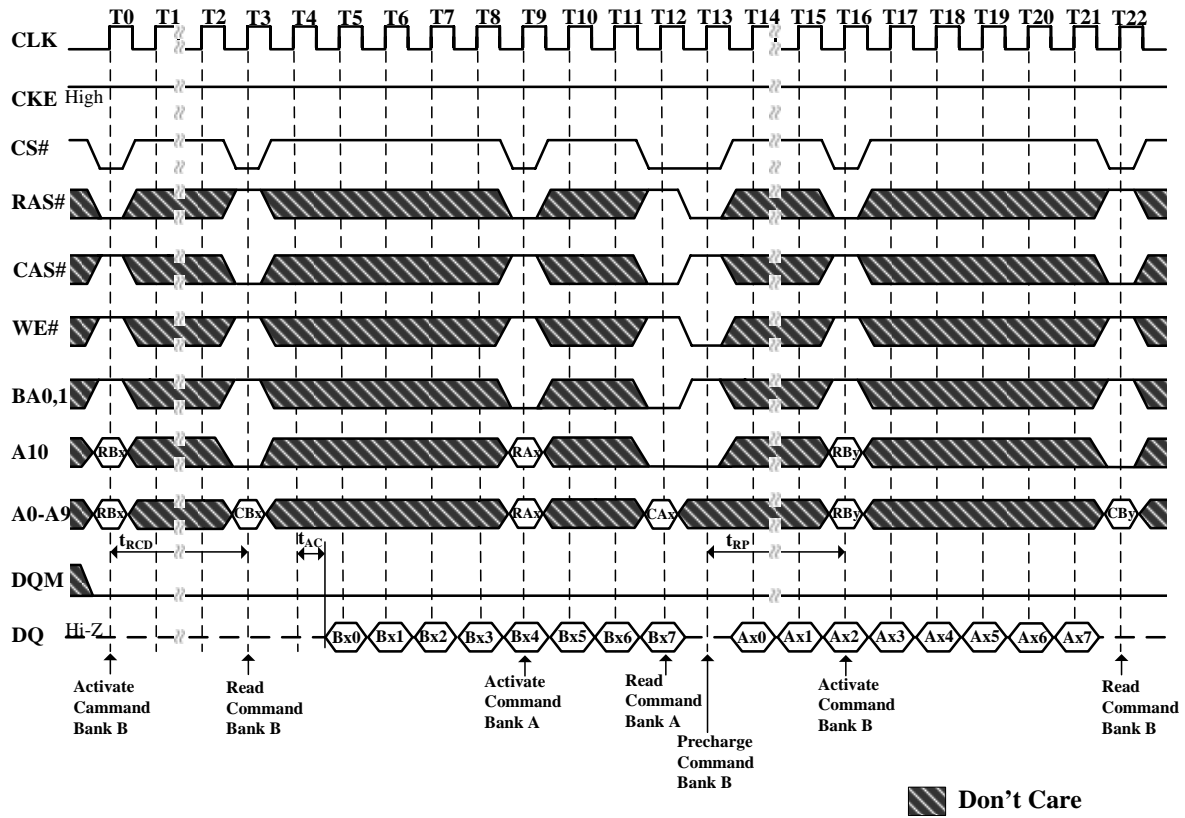 T0 T1 T2 T3 T4 T5 T6 T7 T8 T9 T10 T11 T12 T13 T14 T15 T16 T17 T18 T19 T20 T21 T22
CLK
CKE High
CS#
RAS#
CAS#
WE#
BA0,1
A10 RBx RAx RBy
A0-A9 RBx CBx RAx CAx RBy CBy
tRCD tAC tRP
DQM
DQ Hi-Z Bx0 Bx1 Bx2 Bx3 Bx4 Bx5 Bx6 Bx7 Ax0 Ax1 Ax2 Ax3 Ax4 Ax5 Ax6 Ax7
Activate
Cammand
Bank B
Read
Command
Bank B
Activate
Command
Bank A
Read
Command
Bank A
Precharge
Command
Bank B
Activate
Command
Bank B
Read
Command
Bank B
Don't Care